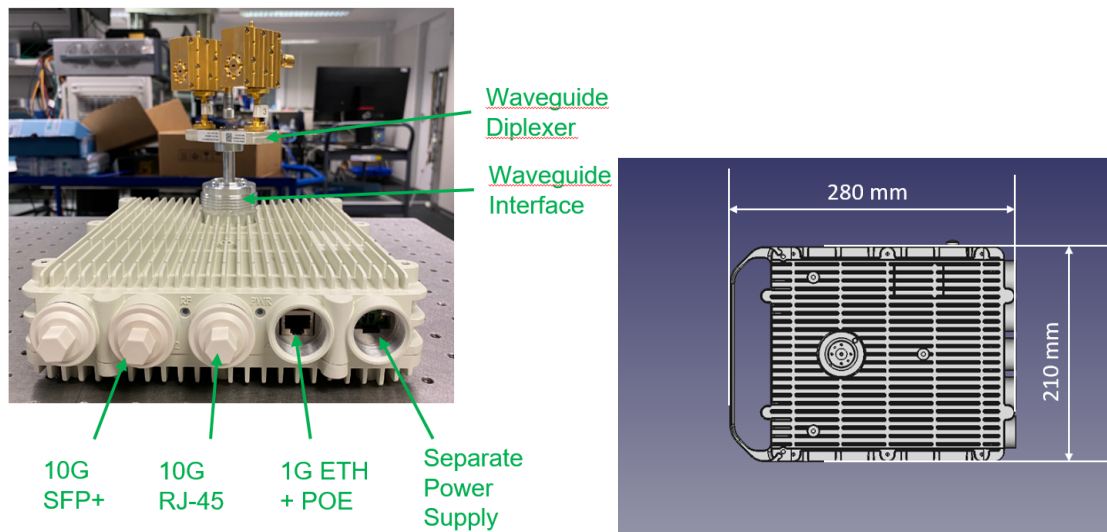 Waveguide
Diplexer
Waveguide
Interface
RF
PWR
10G
SFP+
10G
RJ-45
1G ETH
+ POE
Separate
Power
Supply
280 mm
210 mm